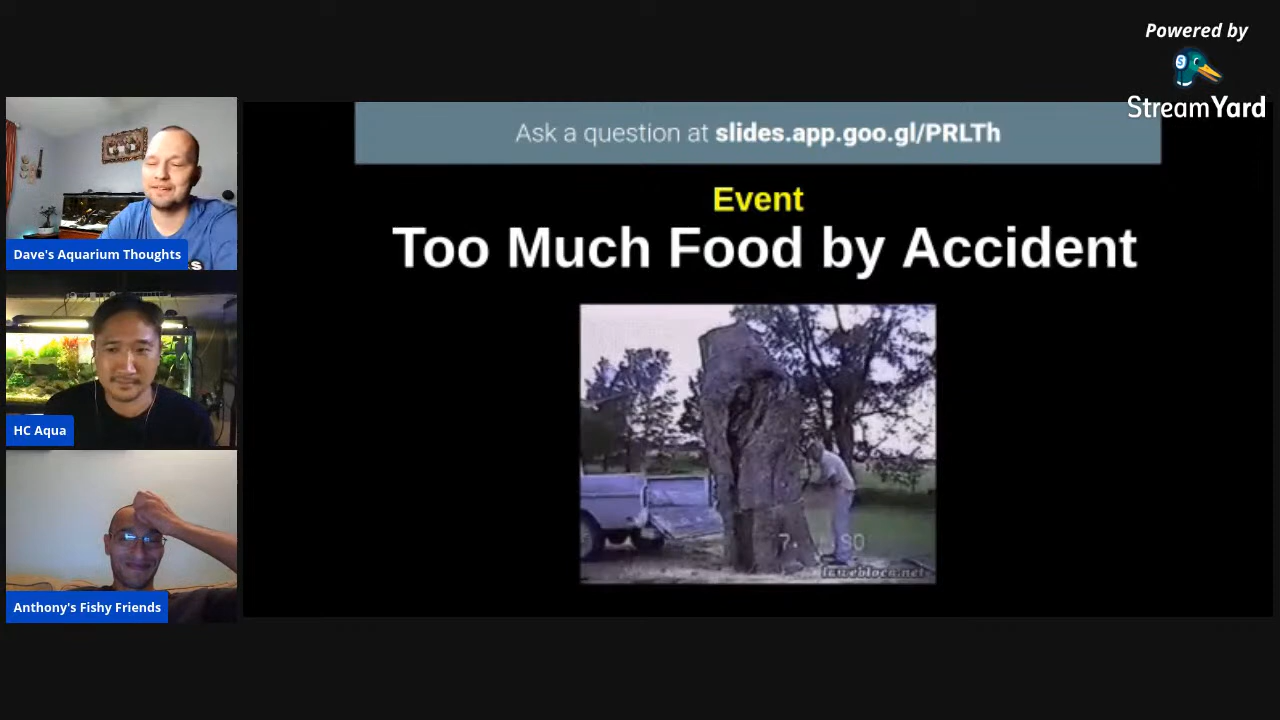 Powered by
StreamYard
Ask a question at slides.app.goo.gl/PRLTh
Event
Too Much Food by Accident
Dave's Aquarium Thoughts
HC Aqua
Anthony's Fishy Friends